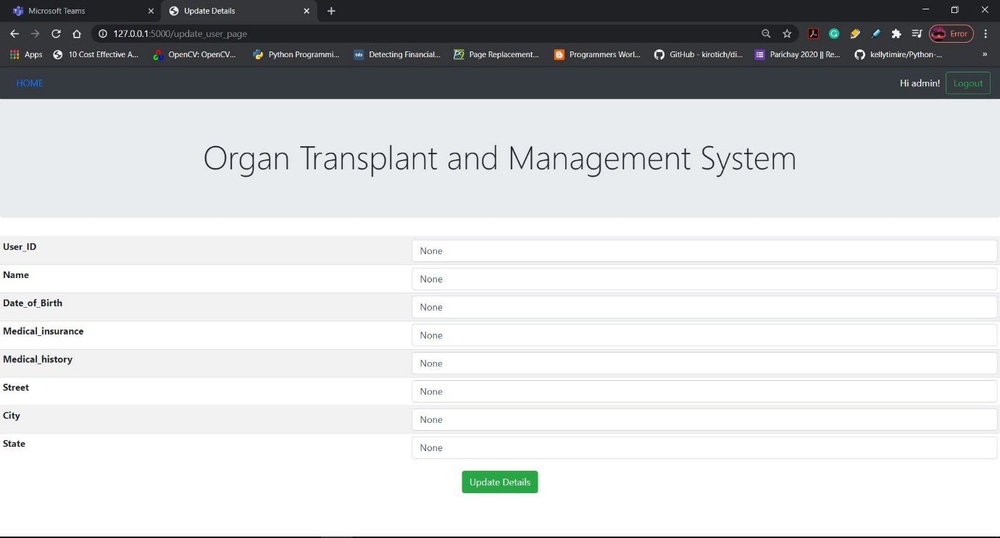 Microsoft Teams
Update Details
127.0.0.1:5000/update_user_page
Error
Apps
10 Cost Effective A...
OpenCV: OpenCV...
Python Programmi...
tds
Detecting Financial...
Page Replacement...
Programmers Worl...
GitHub - kirotich/di...
Parichay 2020 || Re...
kellytimire/Python-...
»
HOME
Hi admin!
Logout
Organ Transplant and Management System
User_ID None
Name None
Date_of_Birth None
Medical_insurance None
Medical_history None
Street None
City None
State None
Update Details